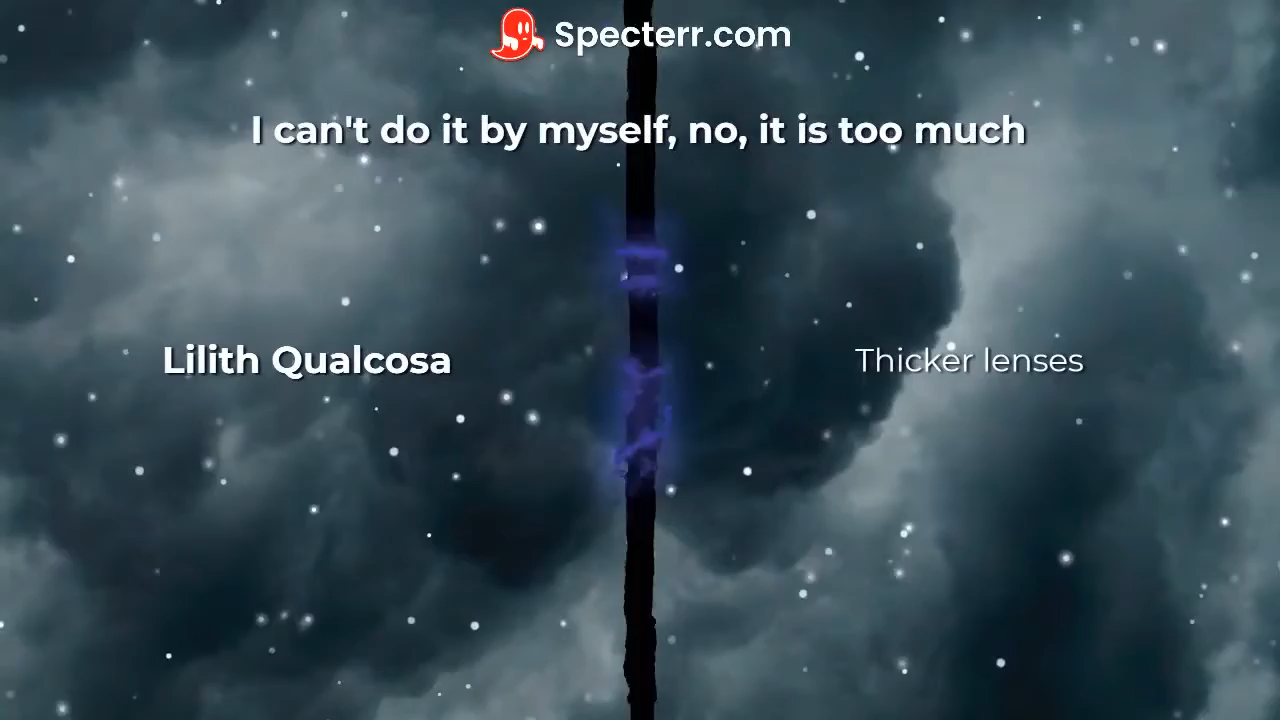 Specterr.com
I can't do it by myself, no, it is too much
Lilith Qualcosa
Thicker lenses